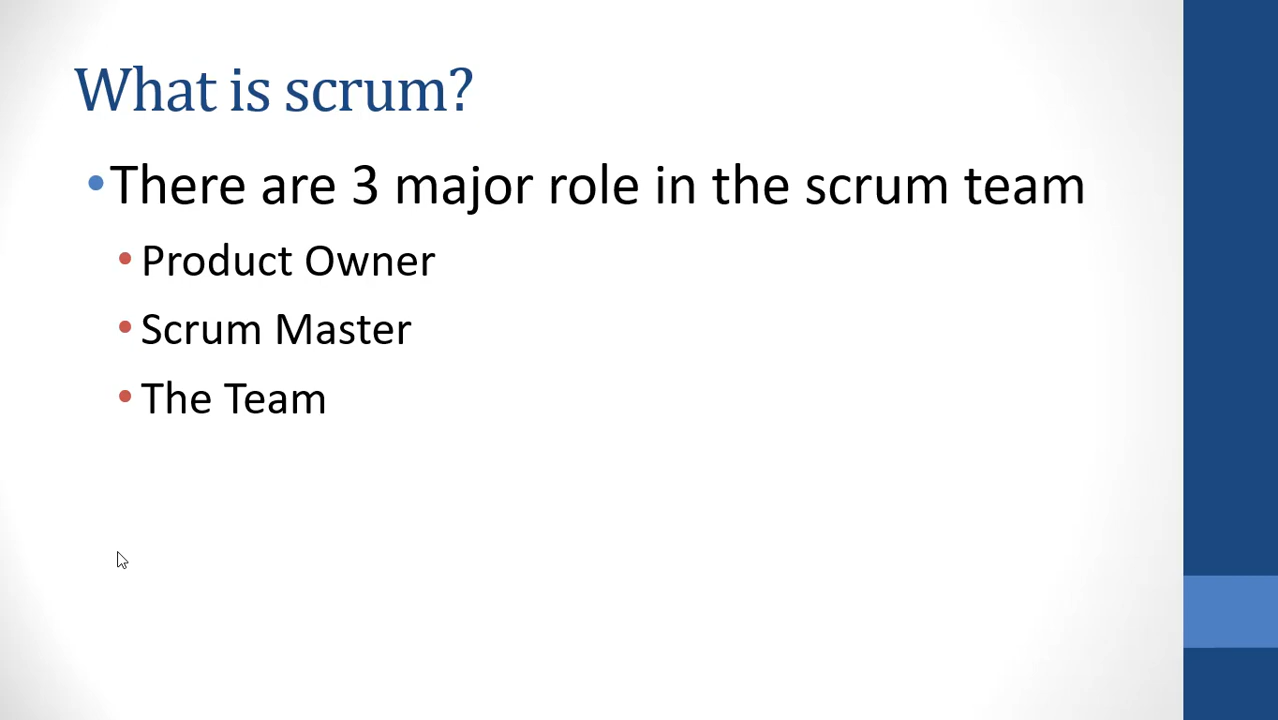 What is scrum?
•There are 3 major role in the scrum team
•Product Owner
•Scrum Master
•The Team